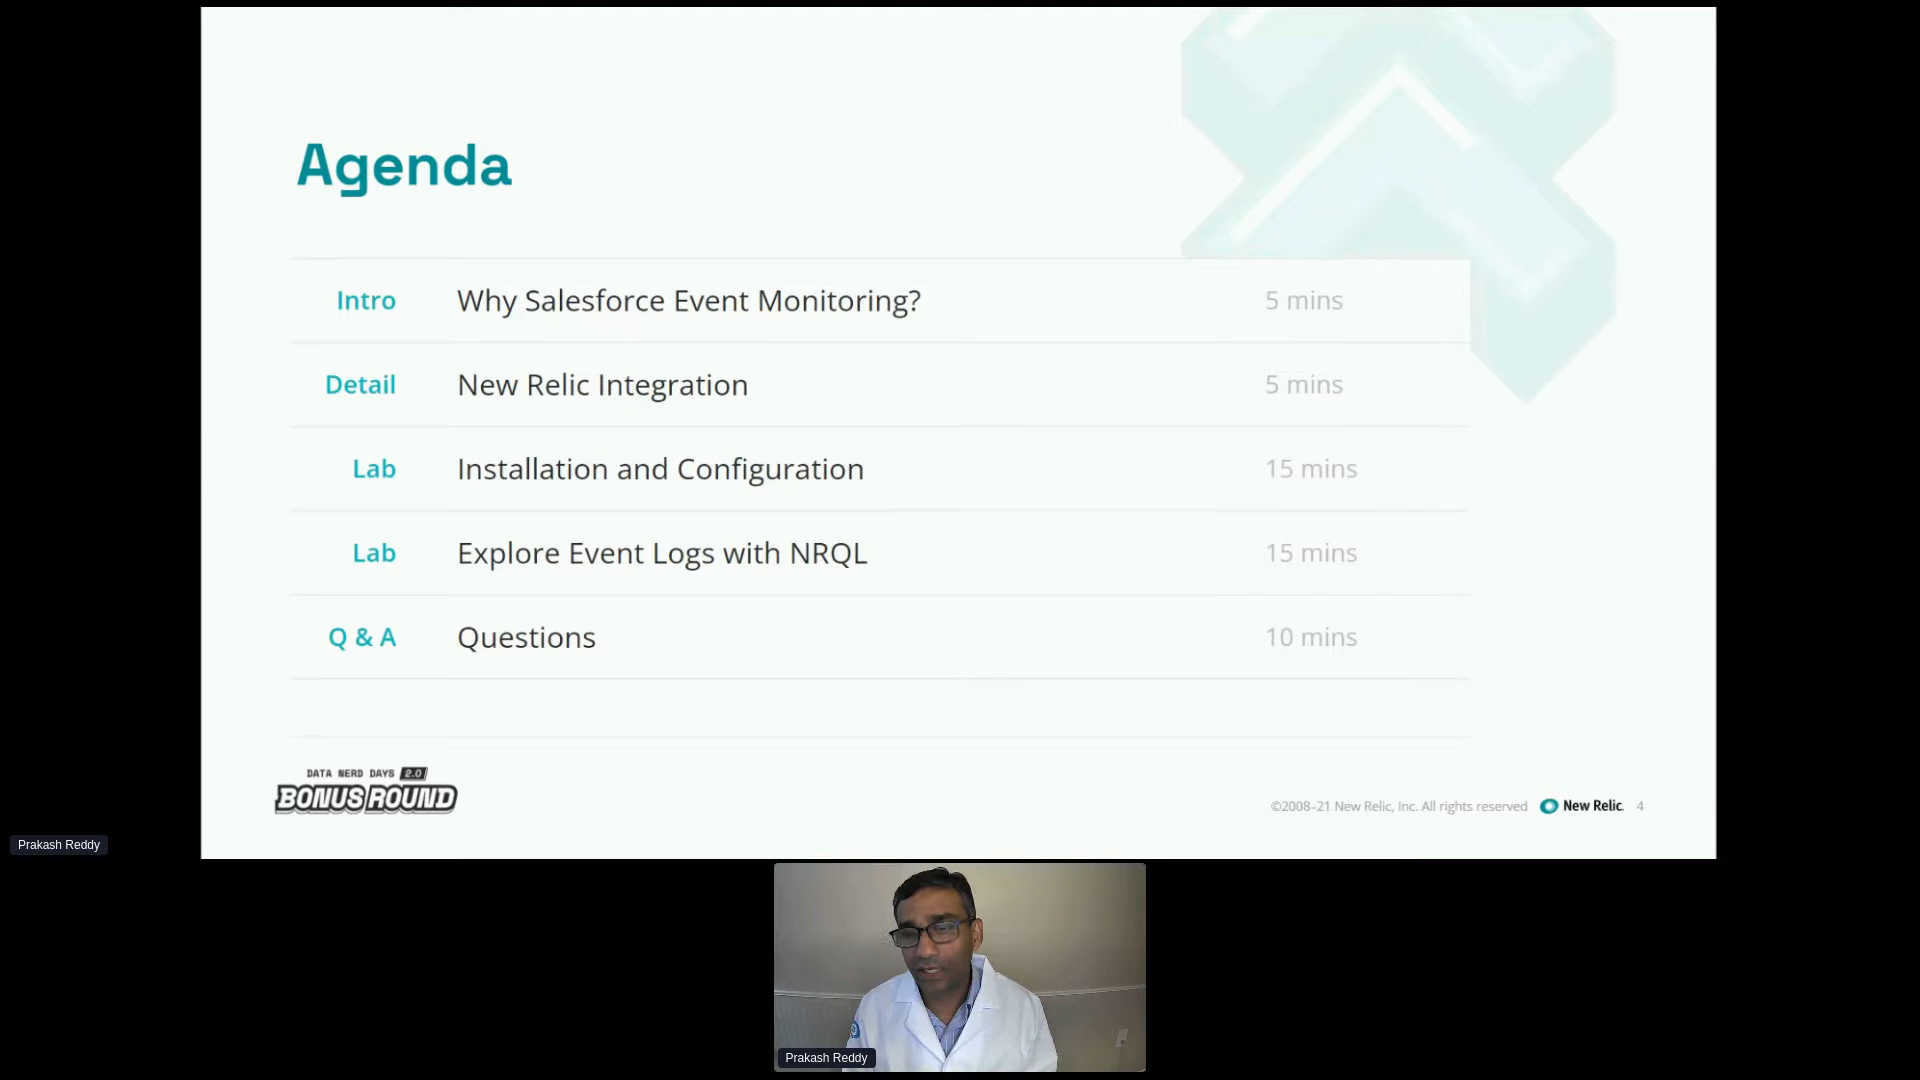 Agenda
Intro Why Salesforce Event Monitoring? 5 mins
Detail New Relic Integration 5 mins
Lab Installation and Configuration 15 mins
Lab Explore Event Logs with NRQL 15 mins
Q & A Questions 10 mins
DATA NERD DAYS 2.0
BONUS ROUND
©2008–21 New Relic, Inc. All rights reserved New Relic. 4
Prakash Reddy
Prakash Reddy